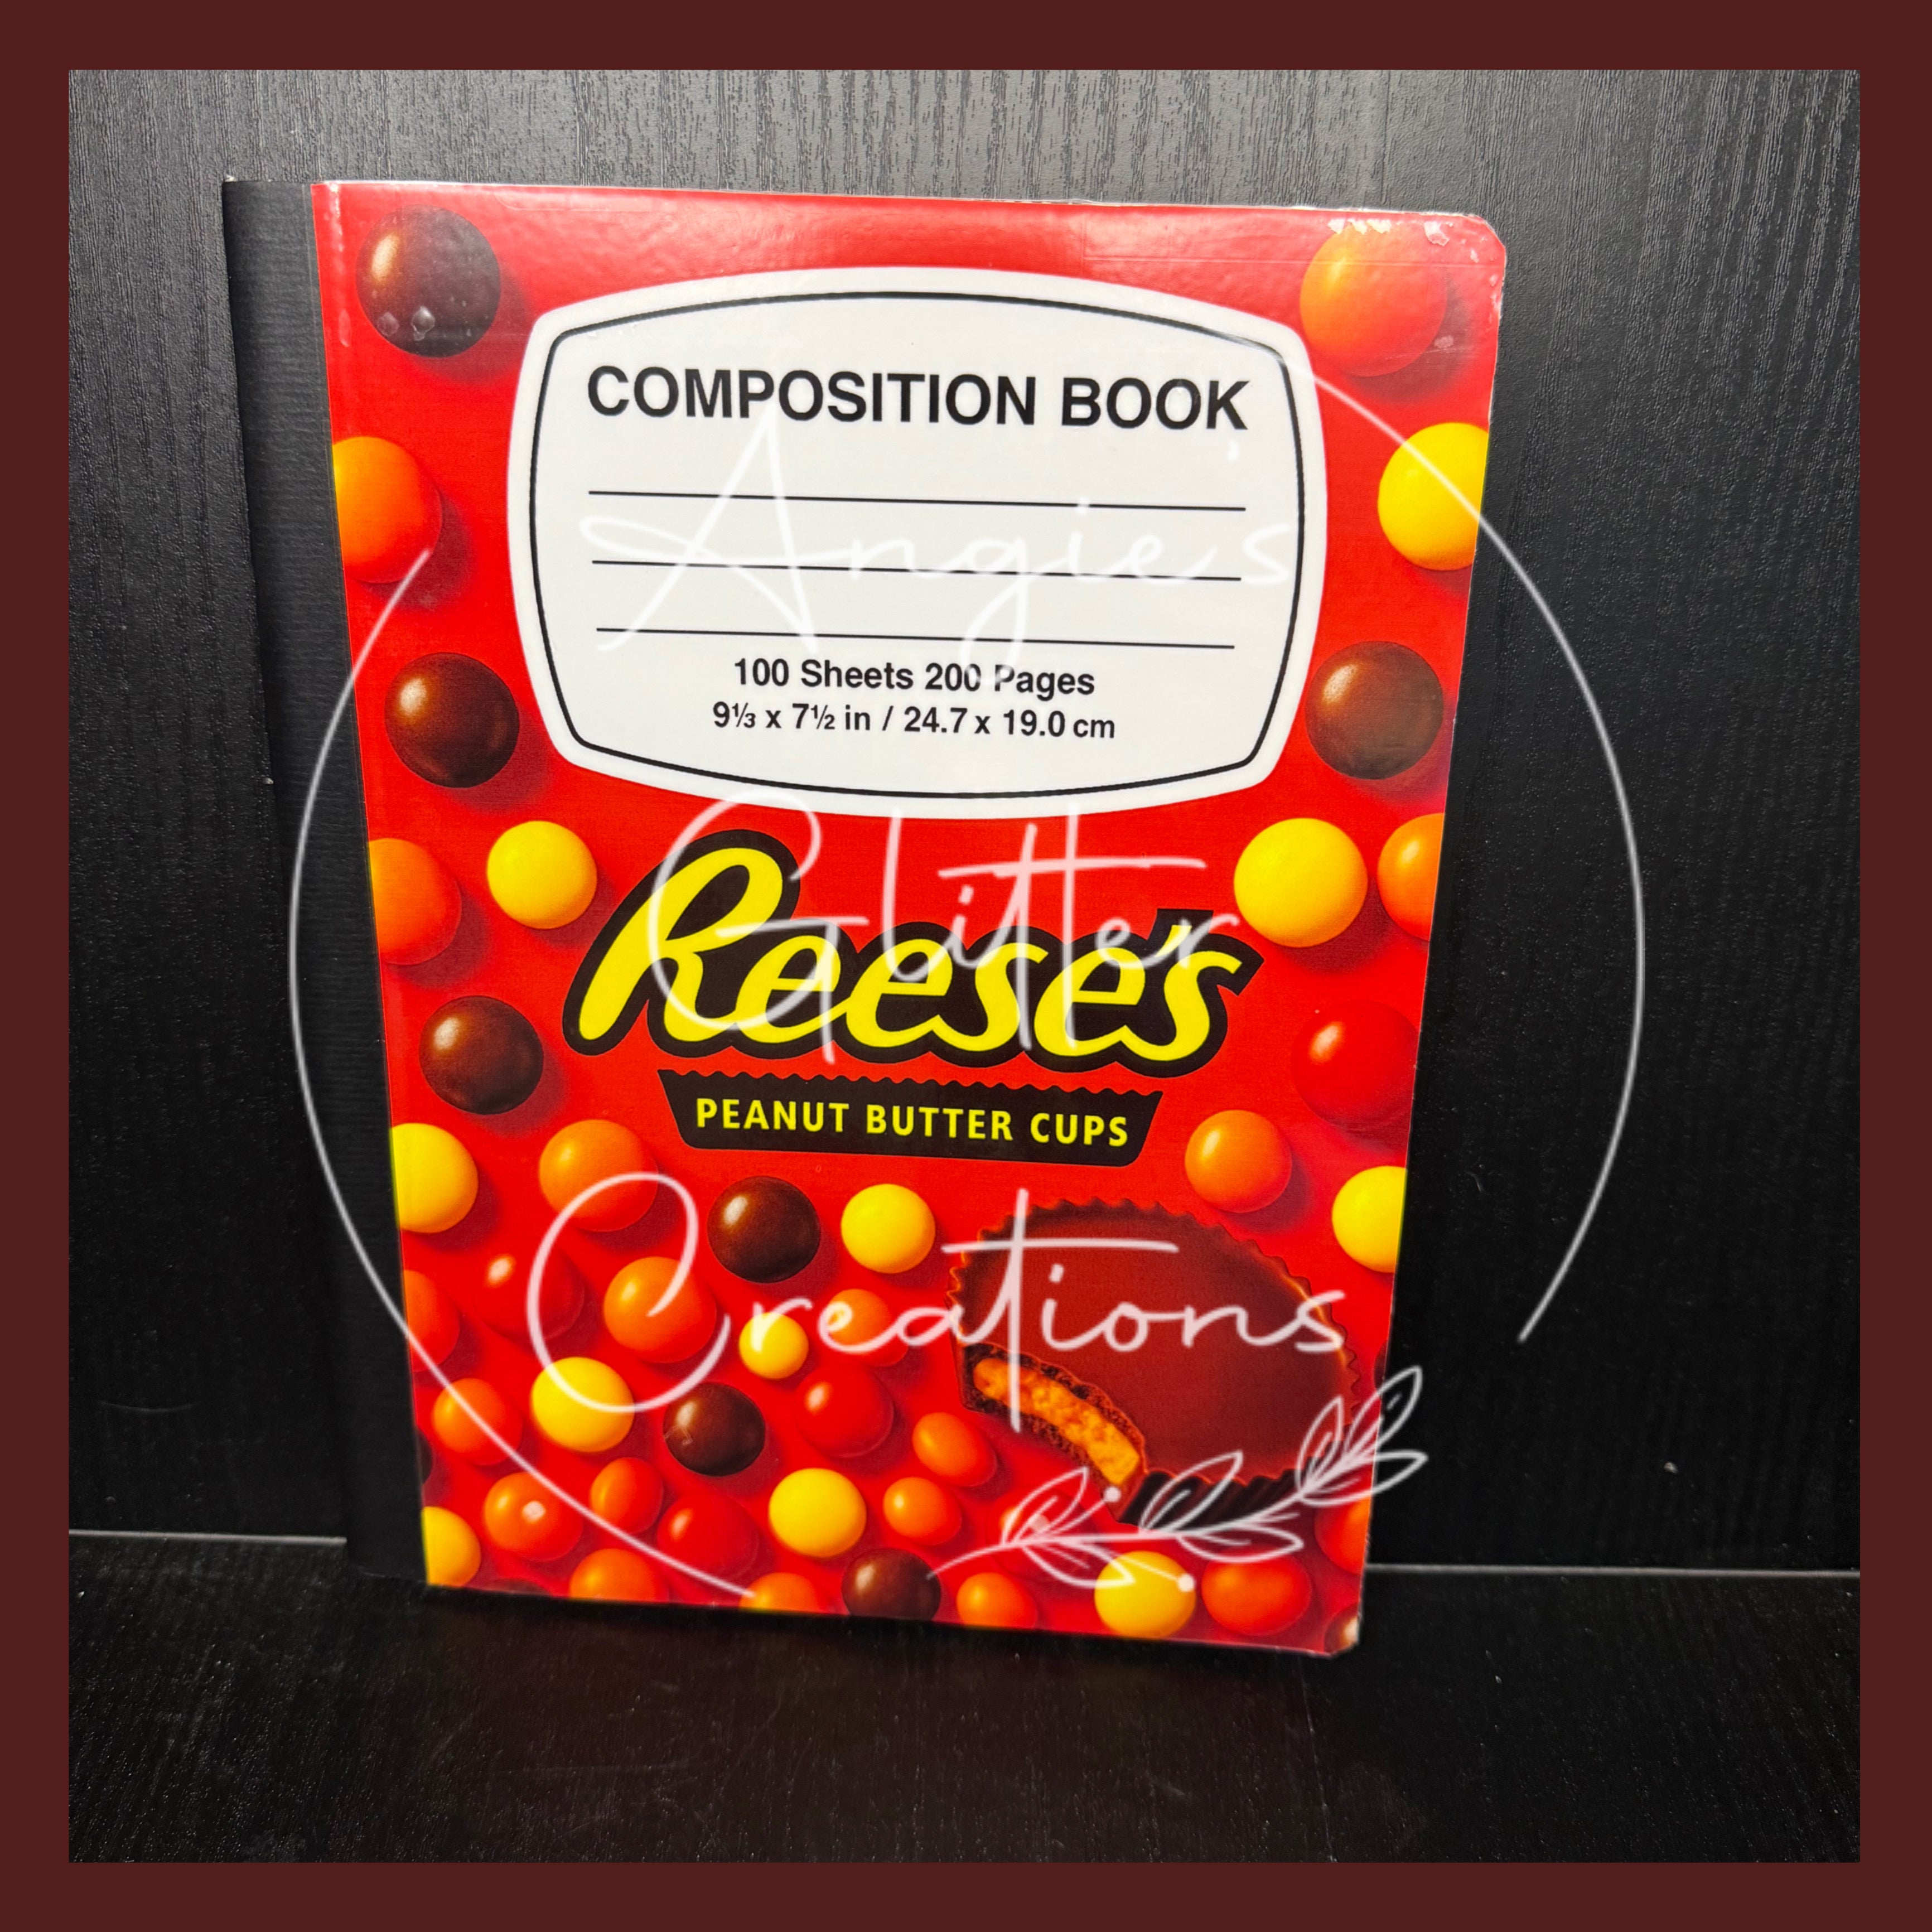 COMPOSITION BOOK
Angie's
100 Sheets 200 Pages
9⅓ x 7½ in / 24.7 x 19.0 cm
Glitter
Reese's
PEANUT BUTTER CUPS
Creations